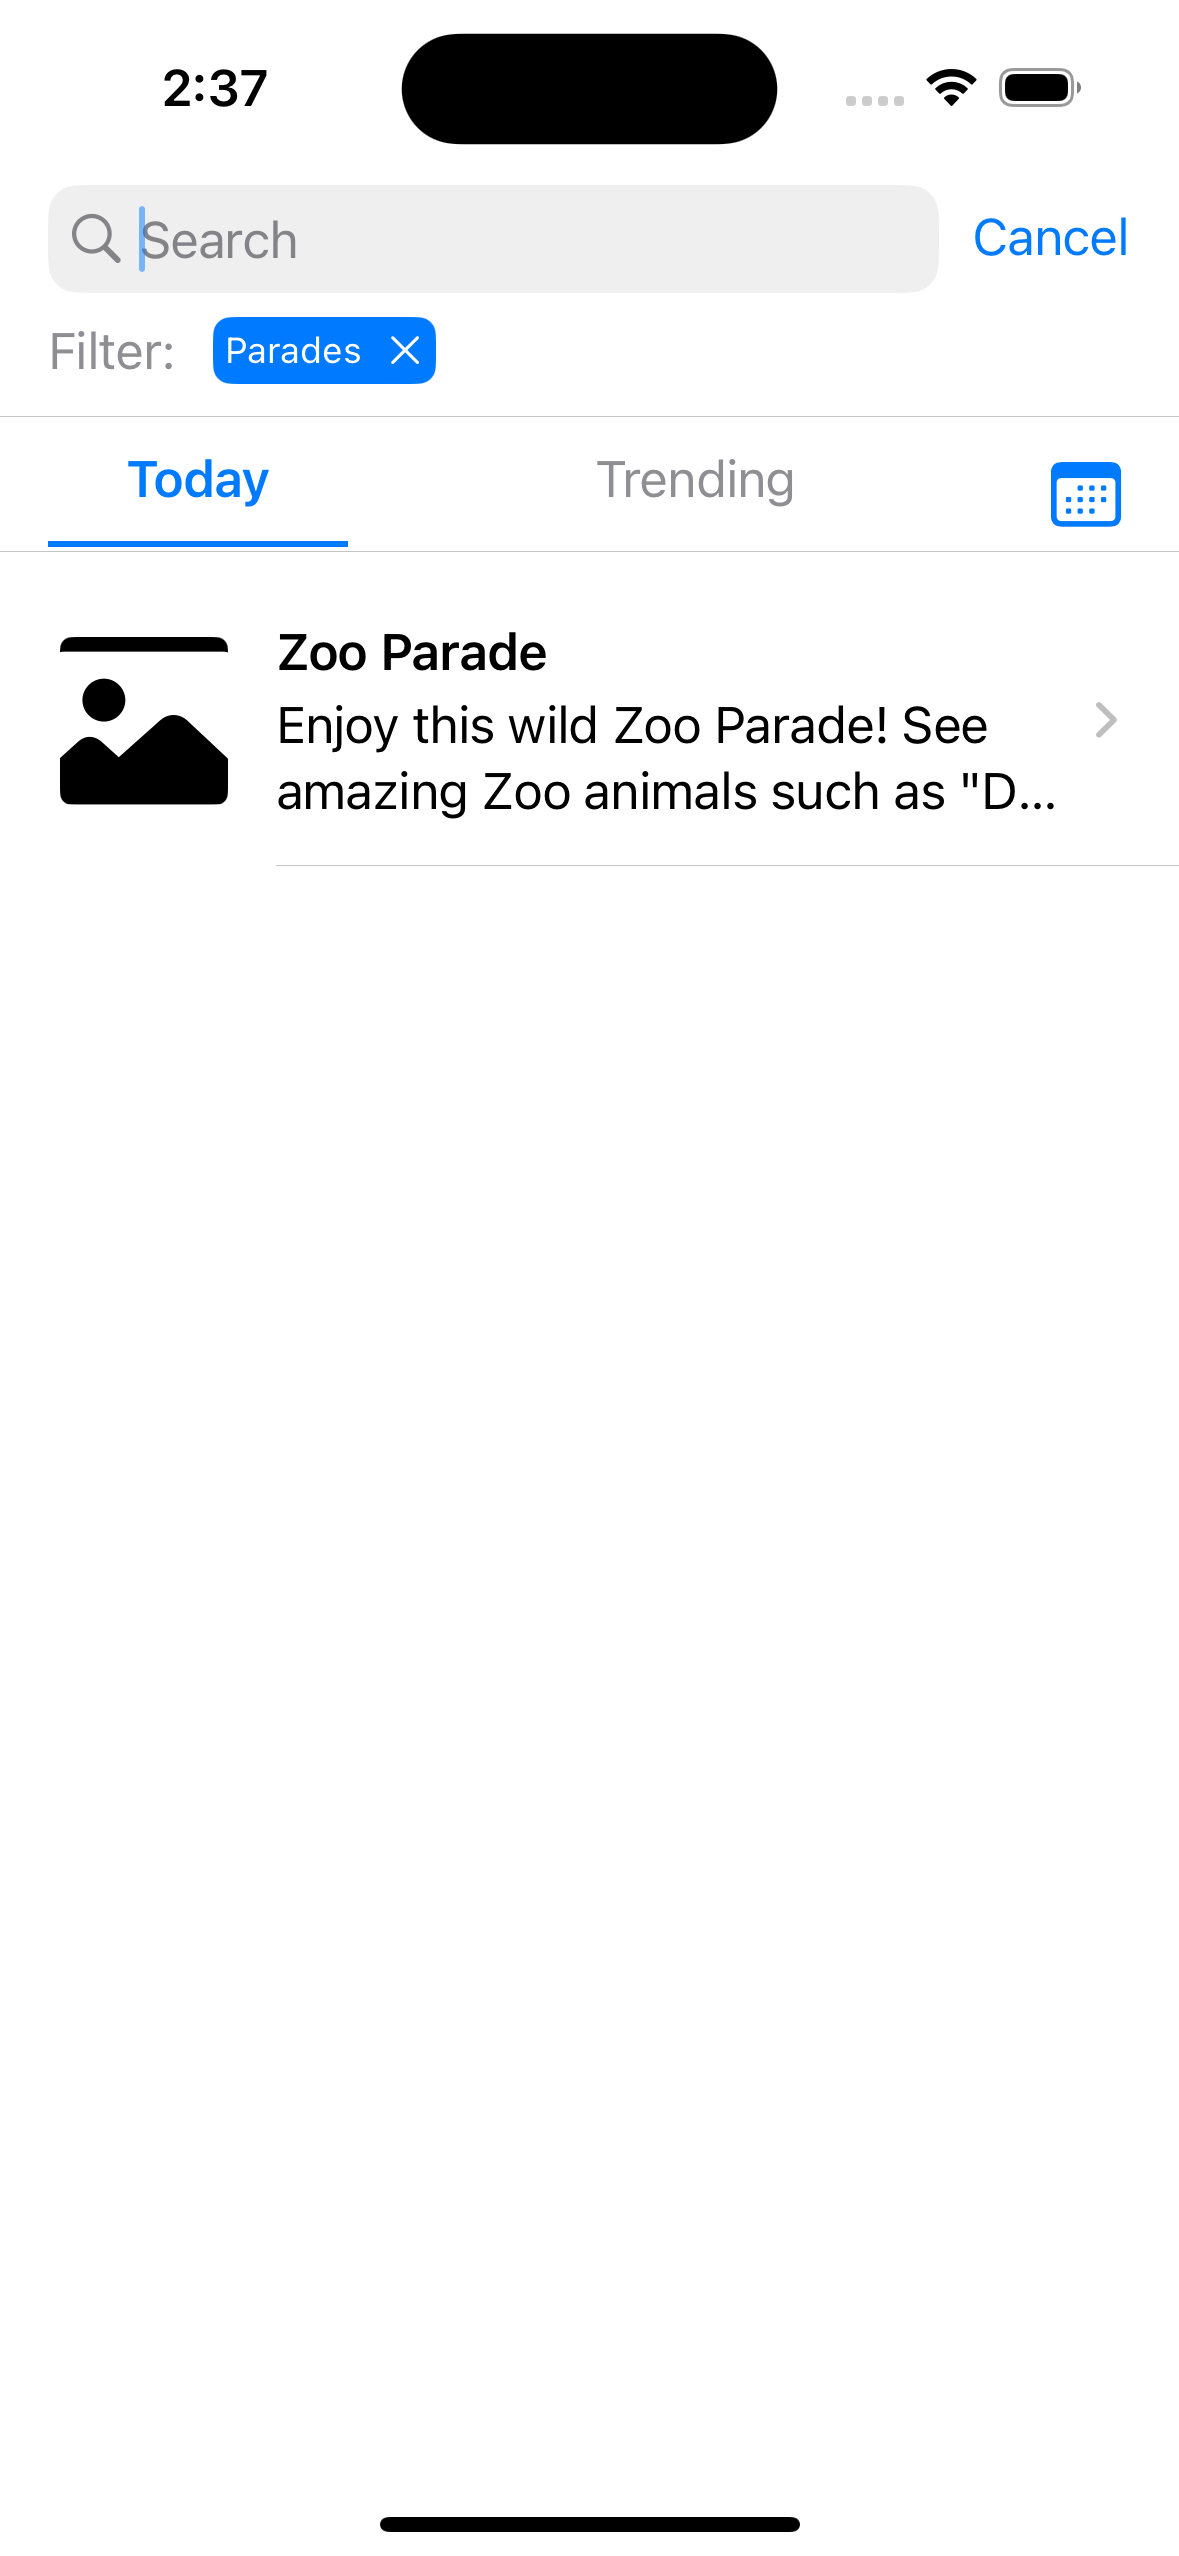 2:37
Search
Cancel
Filter:
Parades
Today
Trending
Zoo Parade
Enjoy this wild Zoo Parade! See
amazing Zoo animals such as "D...